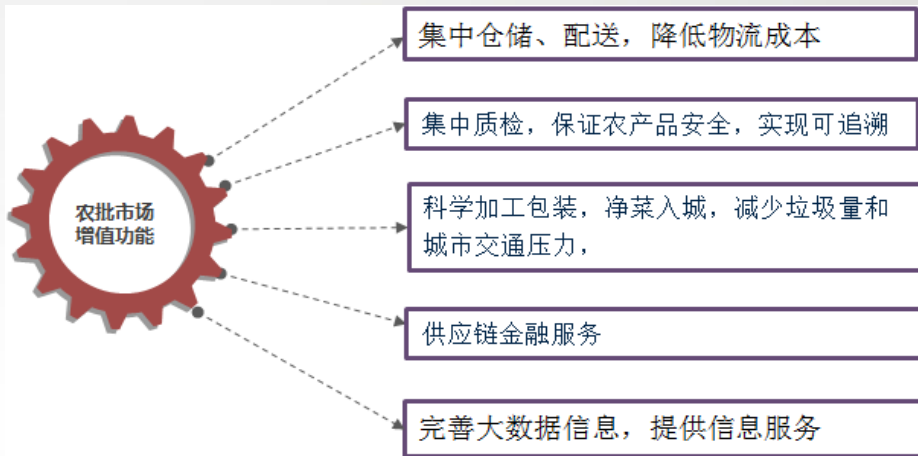 集中仓储、配送，降低物流成本
集中质检，保证农产品安全，实现可追溯
农批市场
增值功能
科学加工包装，净菜入城，减少垃圾量和
城市交通压力，
供应链金融服务
完善大数据信息，提供信息服务